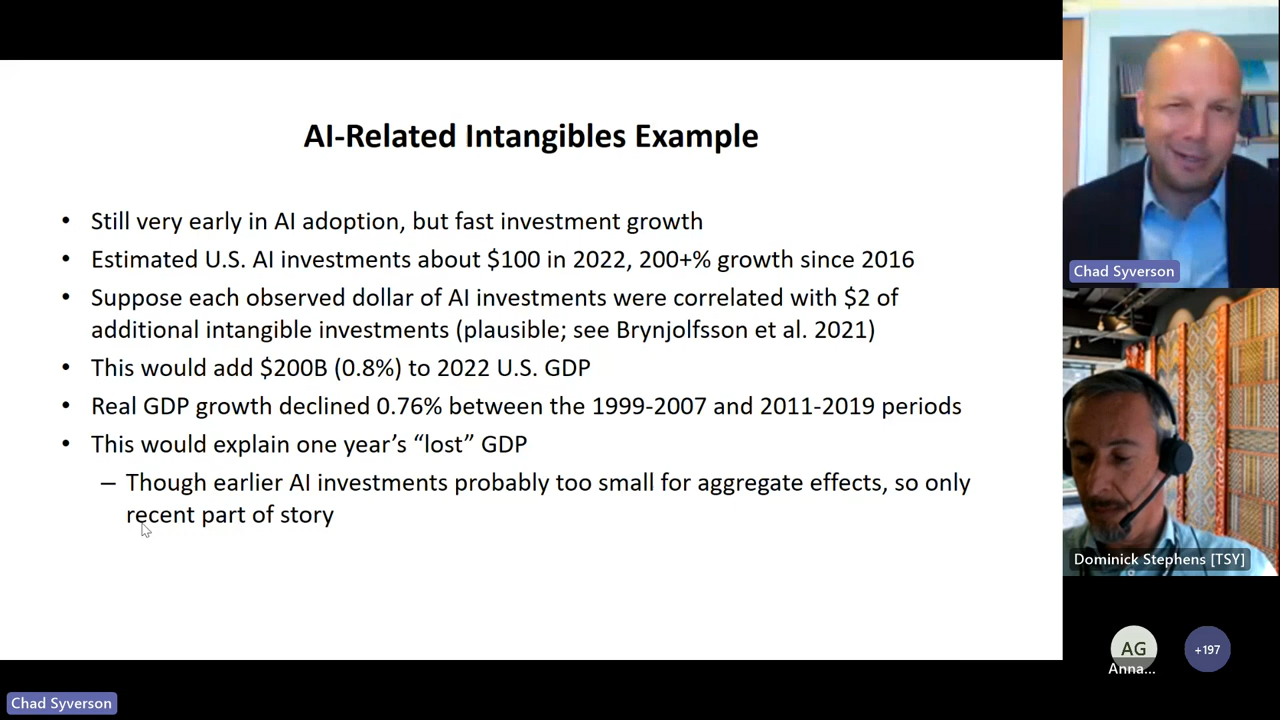 AI-Related Intangibles Example
• Still very early in AI adoption, but fast investment growth
• Estimated U.S. AI investments about $100 in 2022, 200+% growth since 2016
• Suppose each observed dollar of AI investments were correlated with $2 of
additional intangible investments (plausible; see Brynjolfsson et al. 2021)
• This would add $200B (0.8%) to 2022 U.S. GDP
• Real GDP growth declined 0.76% between the 1999-2007 and 2011-2019 periods
• This would explain one year’s “lost” GDP
– Though earlier AI investments probably too small for aggregate effects, so only
recent part of story
Chad Syverson
Dominick Stephens [TSY]
AG
Anna...
+197
Chad Syverson